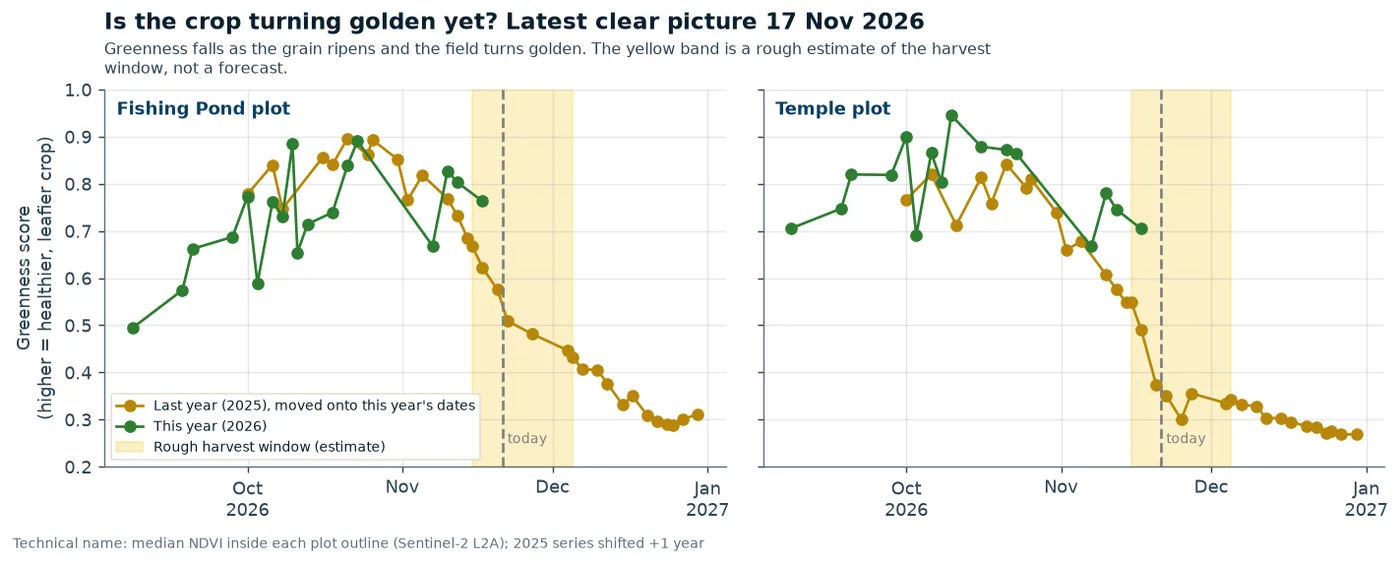 Is the crop turning golden yet? Latest clear picture 17 Nov 2026
Greenness falls as the grain ripens and the field turns golden. The yellow band is a rough estimate of the harvest
window, not a forecast.
Greenness score
(higher = healthier, leafier crop)
1.0
0.9
0.8
0.7
0.6
0.5
0.4
0.3
0.2
Fishing Pond plot
Last year (2025), moved onto this year's dates
This year (2026)
Rough harvest window (estimate)
today
Oct
2026
Nov
Dec
Jan
2027
Temple plot
today
Oct
2026
Nov
Dec
Jan
2027
Technical name: median NDVI inside each plot outline (Sentinel-2 L2A); 2025 series shifted +1 year